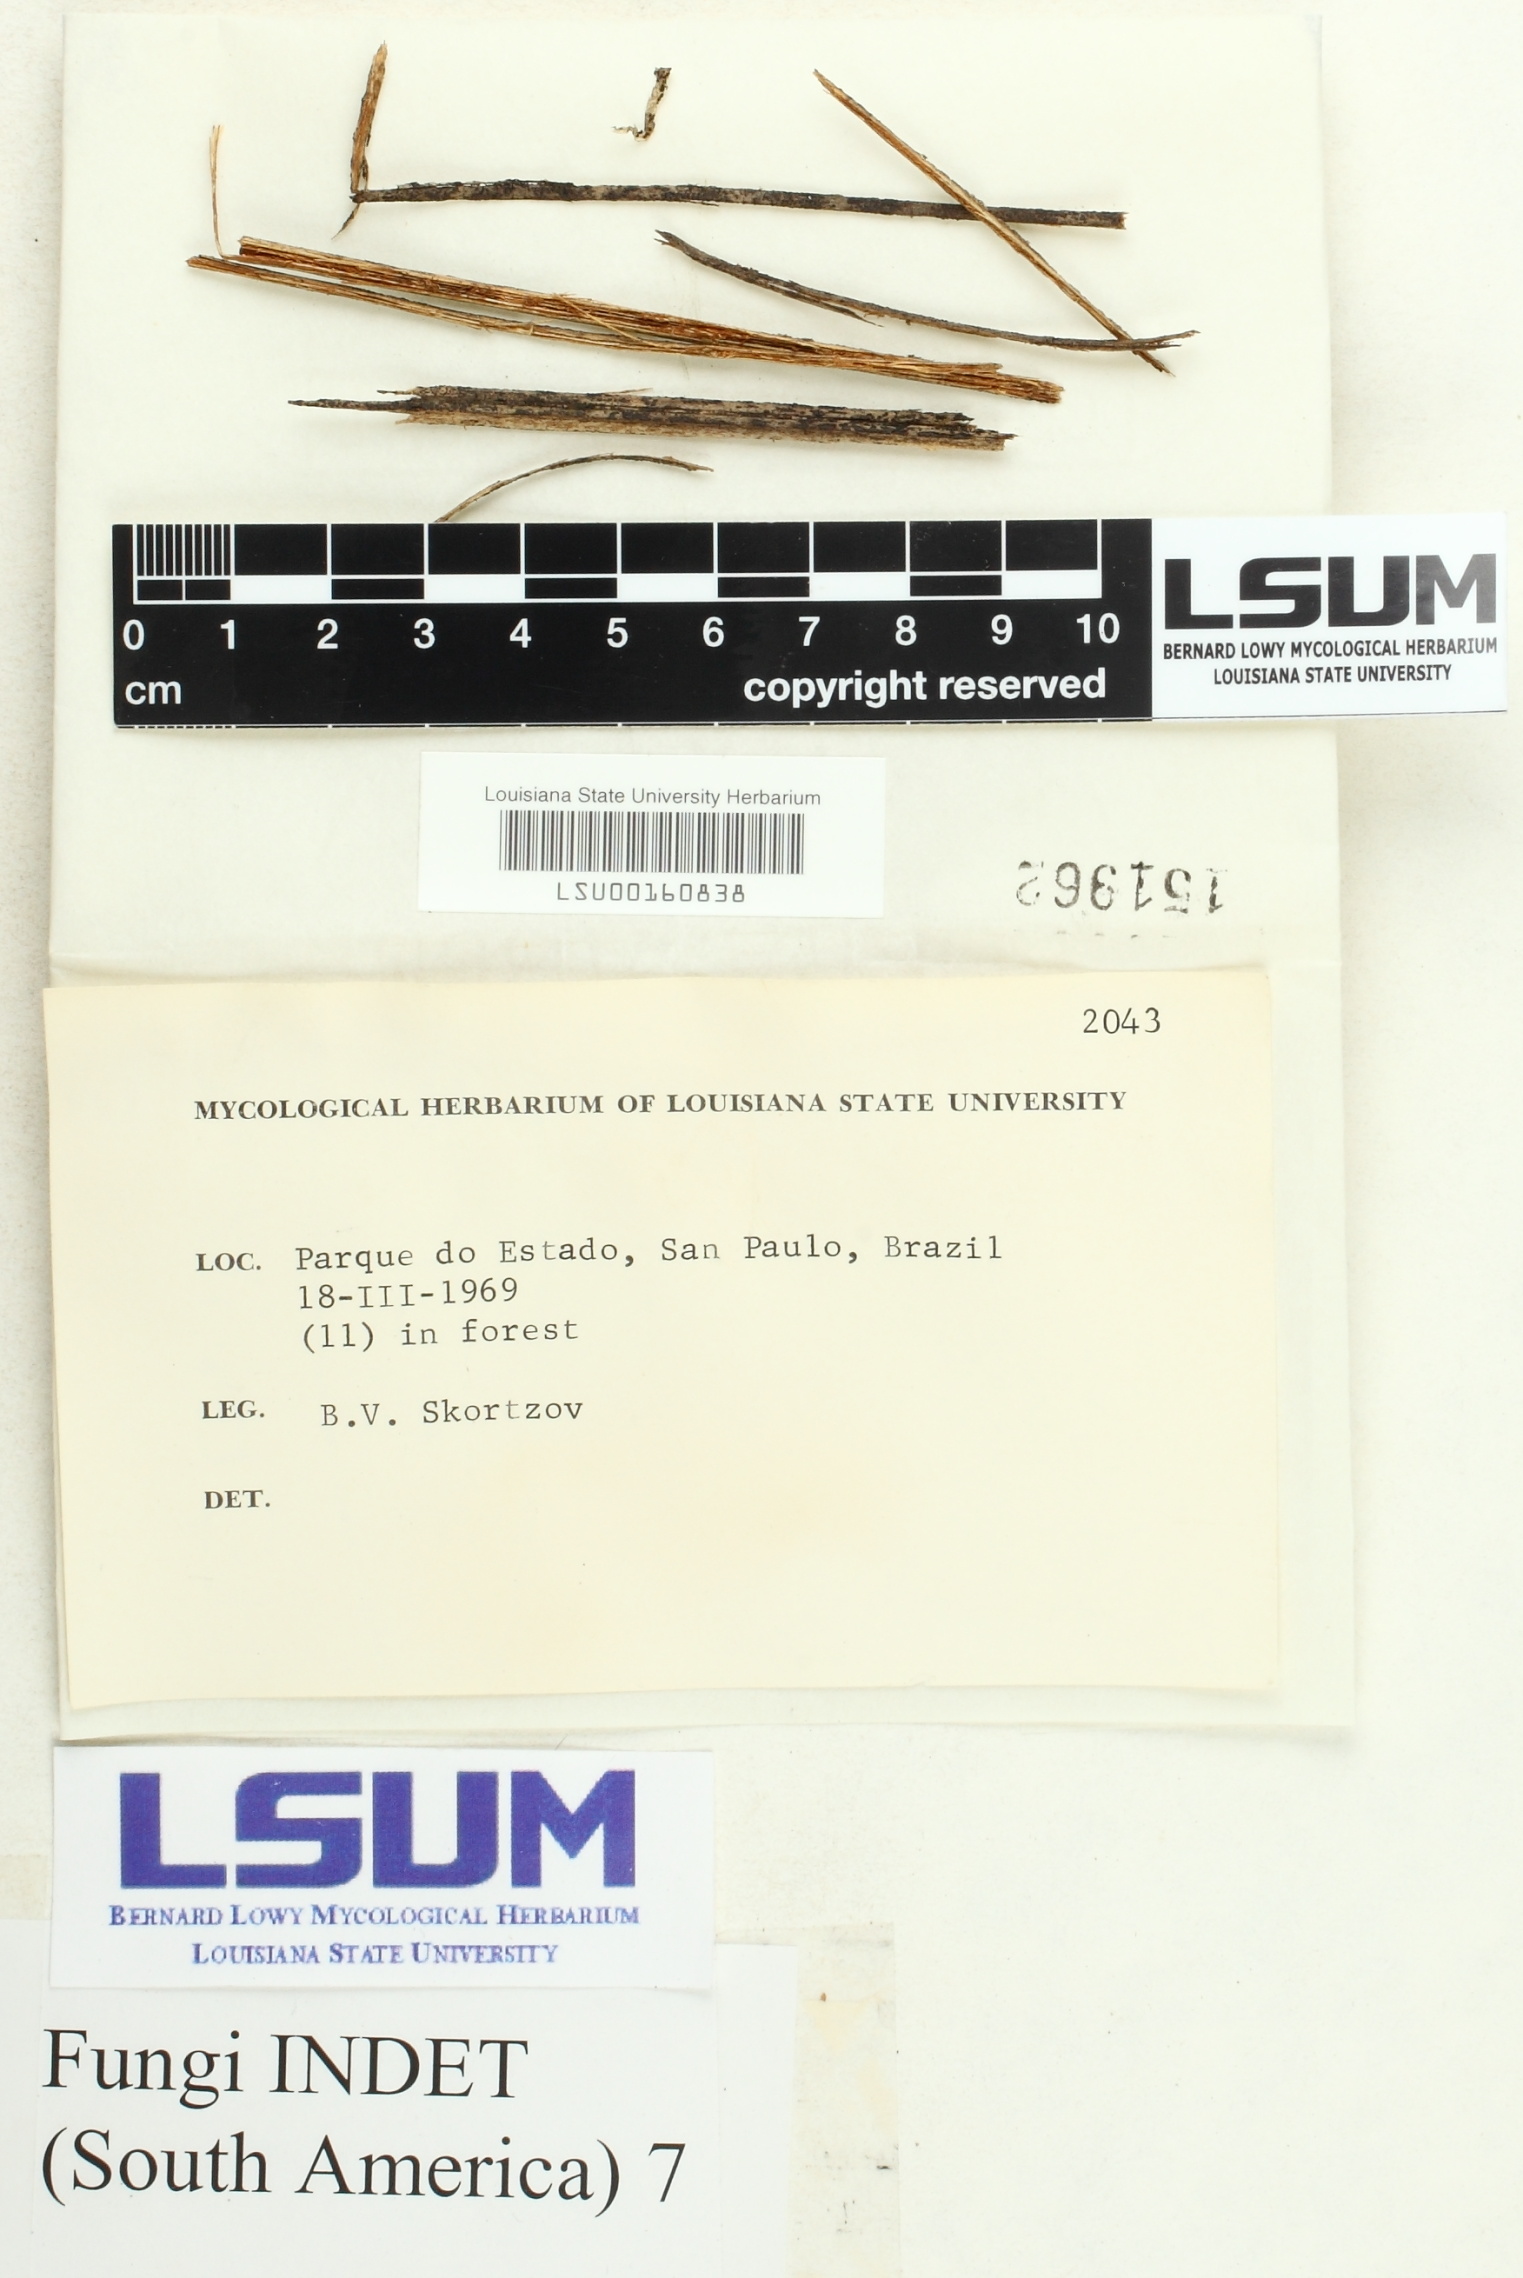 0 1 2 3 4 5 6 7 8 9 10
cm
copyright reserved
LSUM
BERNARD LOWY MYCOLOGICAL HERBARIUM
LOUISIANA STATE UNIVERSITY
Louisiana State University Herbarium
LSU00160838
151962
2043
MYCOLOGICAL HERBARIUM OF LOUISIANA STATE UNIVERSITY
LOC. Parque do Estado, San Paulo, Brazil
18-III-1969
(11) in forest
LEG. B.V. Skortzov
DET.
LSUM
BERNARD LOWY MYCOLOGICAL HERBARIUM
LOUISIANA STATE UNIVERSITY
Fungi INDET
(South America) 7